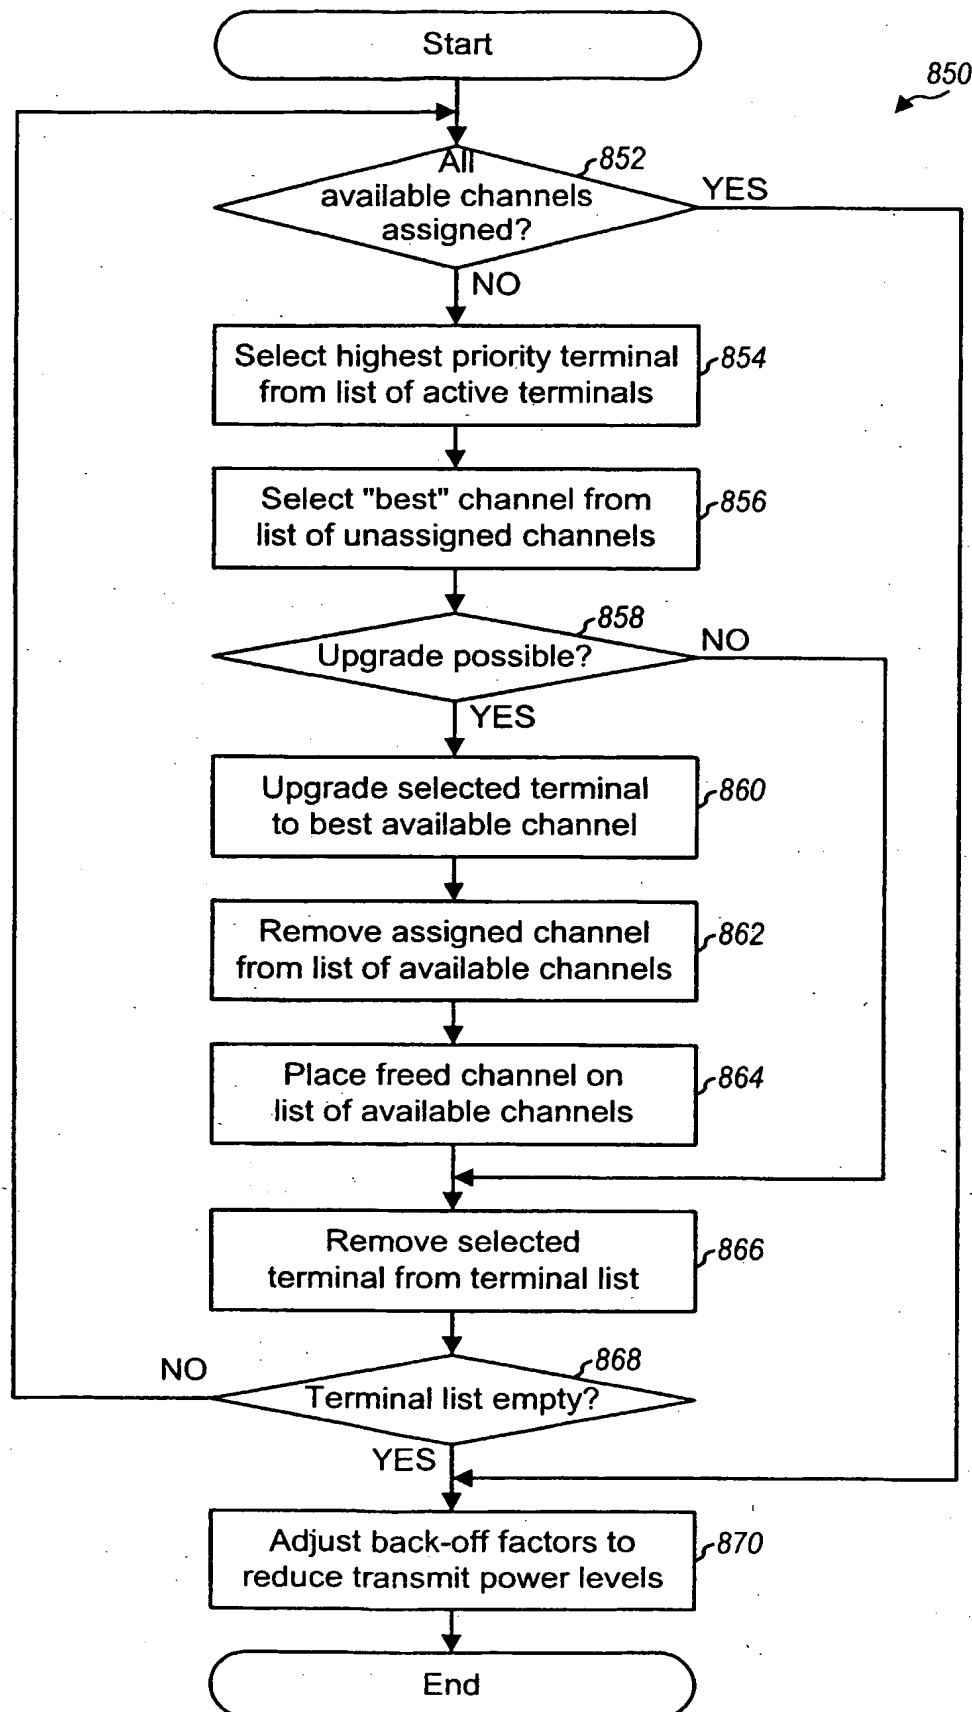 Start
850
All
available channels
assigned?
852
YES
NO
Select highest priority terminal
from list of active terminals
854
Select "best" channel from
list of unassigned channels
856
Upgrade possible?
858
NO
YES
Upgrade selected terminal
to best available channel
860
Remove assigned channel
from list of available channels
862
Place freed channel on
list of available channels
864
Remove selected
terminal from terminal list
866
NO
Terminal list empty?
868
YES
Adjust back-off factors to
reduce transmit power levels
870
End